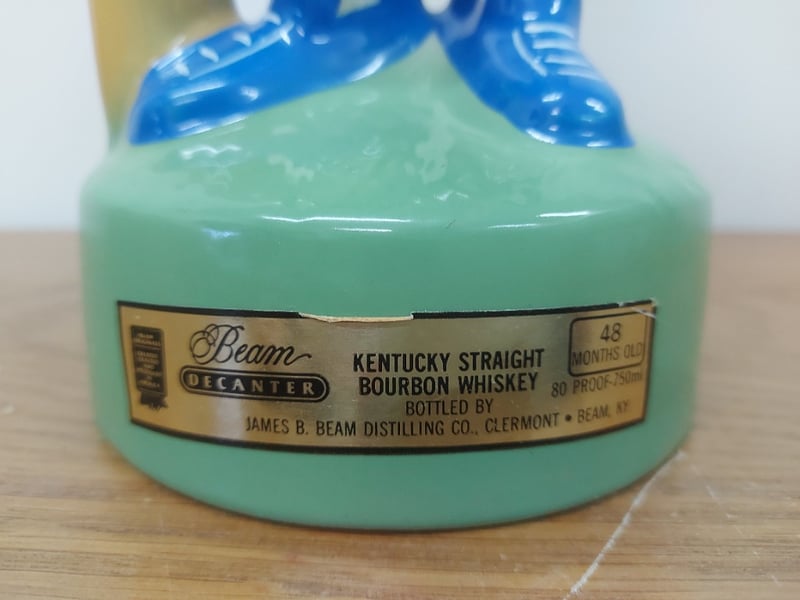 Beam
DECANTER
KENTUCKY STRAIGHT
BOURBON WHISKEY
48
MONTHS OLD
80 PROOF-750ml
BOTTLED BY
JAMES B. BEAM DISTILLING CO., CLERMONT • BEAM, KY.